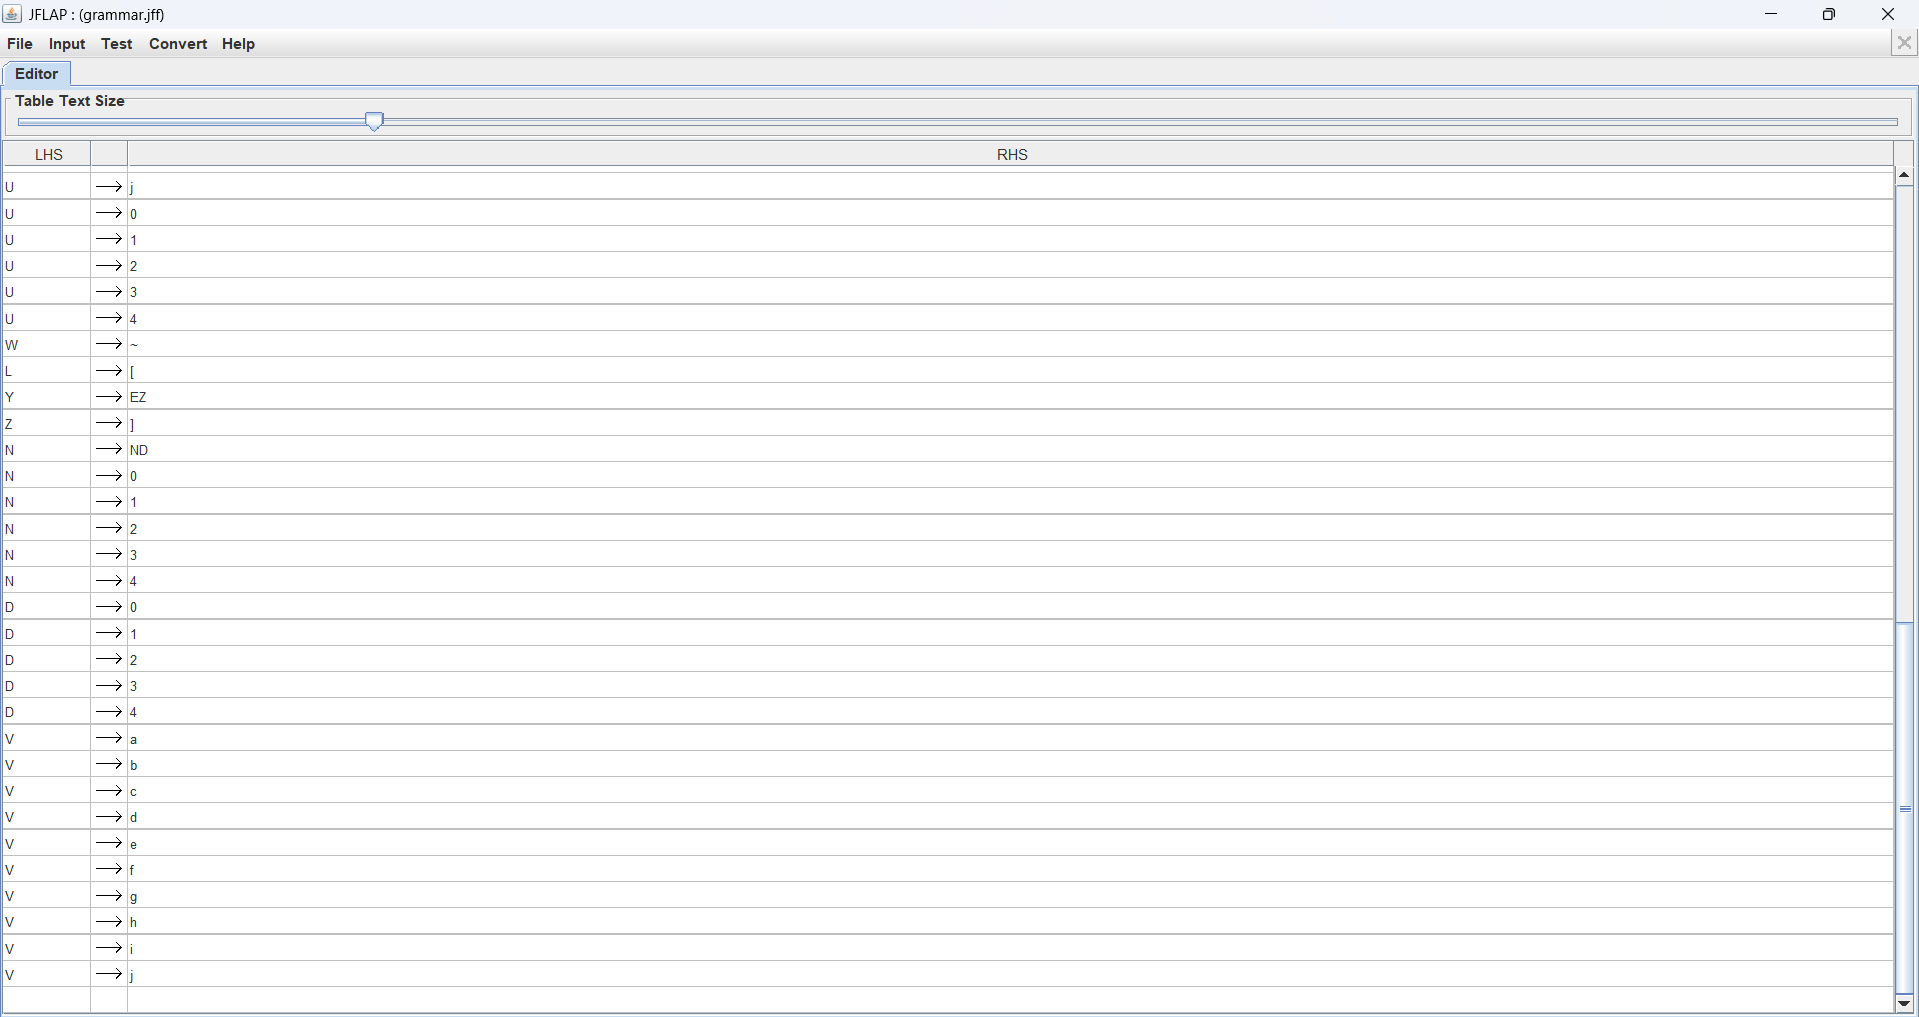 JFLAP : (grammar.jff)
File Input Test Convert Help
Editor
Table Text Size
LHS RHS
U → j
U → 0
U → 1
U → 2
U → 3
U → 4
W → ~
L → [
Y → EZ
Z → ]
N → ND
N → 0
N → 1
N → 2
N → 3
N → 4
D → 0
D → 1
D → 2
D → 3
D → 4
V → a
V → b
V → c
V → d
V → e
V → f
V → g
V → h
V → i
V → j